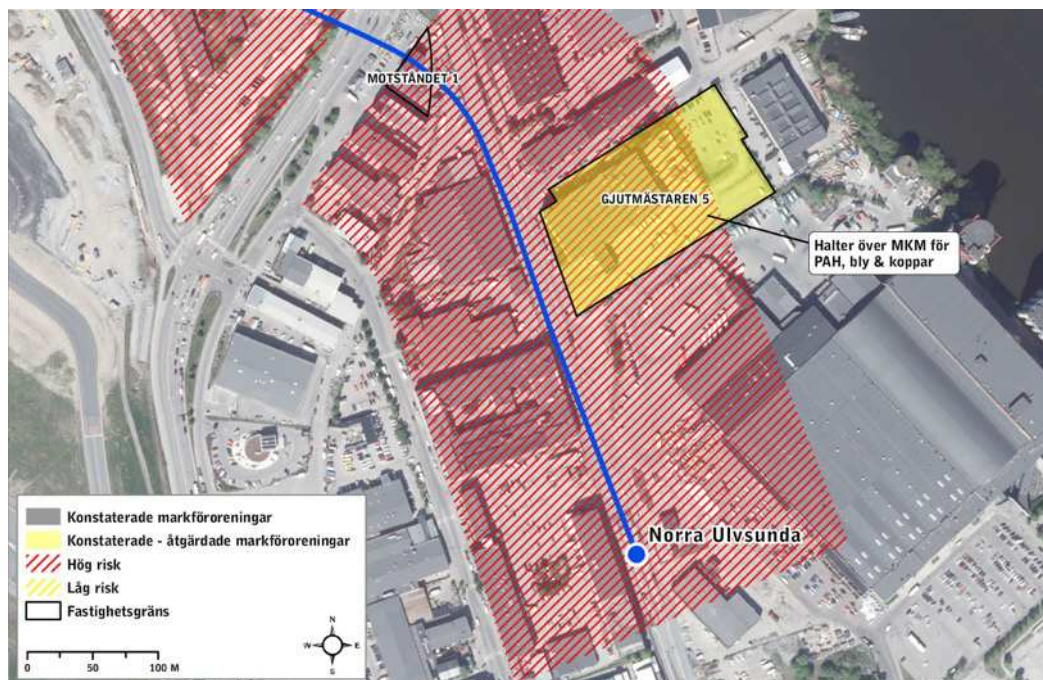 MOTSTÅNDET 1
GJUTMÄSTAREN 5
Halter över MKM för
PAH, bly & koppar
Norra Ulvsunda
Konstaterade markföroreningar
Konstaterade - åtgärdade markföroreningar
Hög risk
Låg risk
Fastighetsgräns
N
W E
S
0 50 100 M